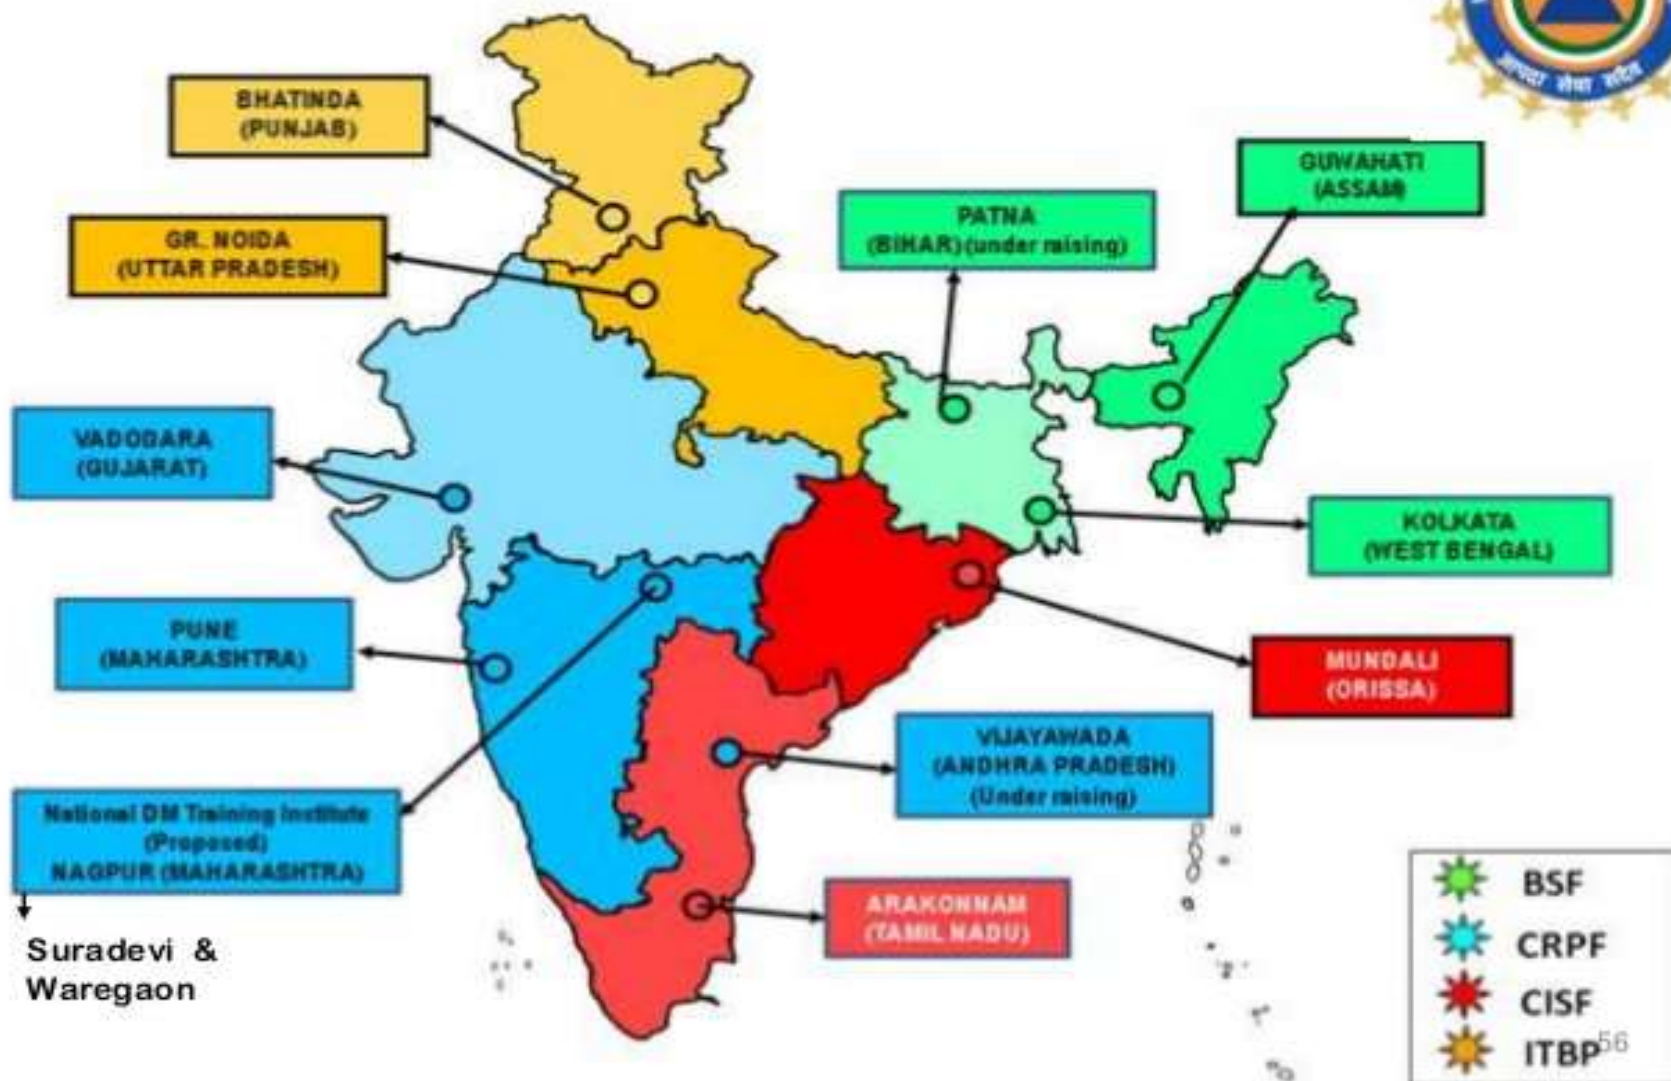 BHATINDA
(PUNJAB)
GR. NOIDA
(UTTAR PRADESH)
PATNA
(BIHAR)(under raising)
GUWAHATI
(ASSAM)
आपदा सेवा सदैव
VADODARA
(GUJARAT)
KOLKATA
(WEST BENGAL)
PUNE
(MAHARASHTRA)
MUNDALI
(ORISSA)
VIJAYAWADA
(ANDHRA PRADESH)
(Under raising)
National DM Training Institute
(Proposed)
NAGPUR (MAHARASHTRA)
ARAKONNAM
(TAMIL NADU)
Suradevi &
Waregaon
BSF
CRPF
CISF
ITBP
56